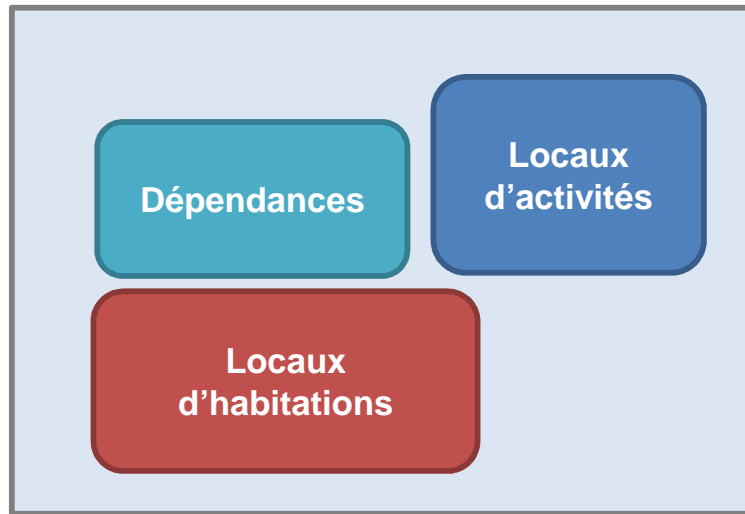 Locaux
d’activités
Dépendances
Locaux
d’habitations